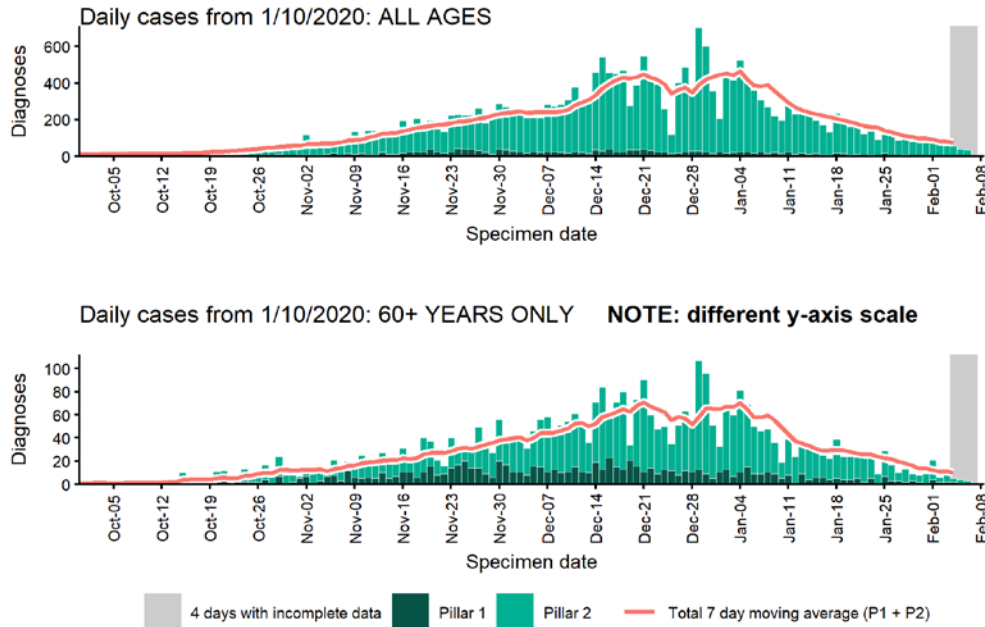 Daily cases from 1/10/2020: ALL AGES
Diagnoses
600
400
200
0
Oct-05
Oct-12
Oct-19
Oct-26
Nov-02
Nov-09
Nov-16
Nov-23
Nov-30
Dec-07
Dec-14
Dec-21
Dec-28
Jan-04
Jan-11
Jan-18
Jan-25
Feb-01
Feb-08
Specimen date
Daily cases from 1/10/2020: 60+ YEARS ONLY NOTE: different y-axis scale
Diagnoses
100
80
60
40
20
0
Oct-05
Oct-12
Oct-19
Oct-26
Nov-02
Nov-09
Nov-16
Nov-23
Nov-30
Dec-07
Dec-14
Dec-21
Dec-28
Jan-04
Jan-11
Jan-18
Jan-25
Feb-01
Feb-08
Specimen date
4 days with incomplete data Pillar 1 Pillar 2 Total 7 day moving average (P1 + P2)